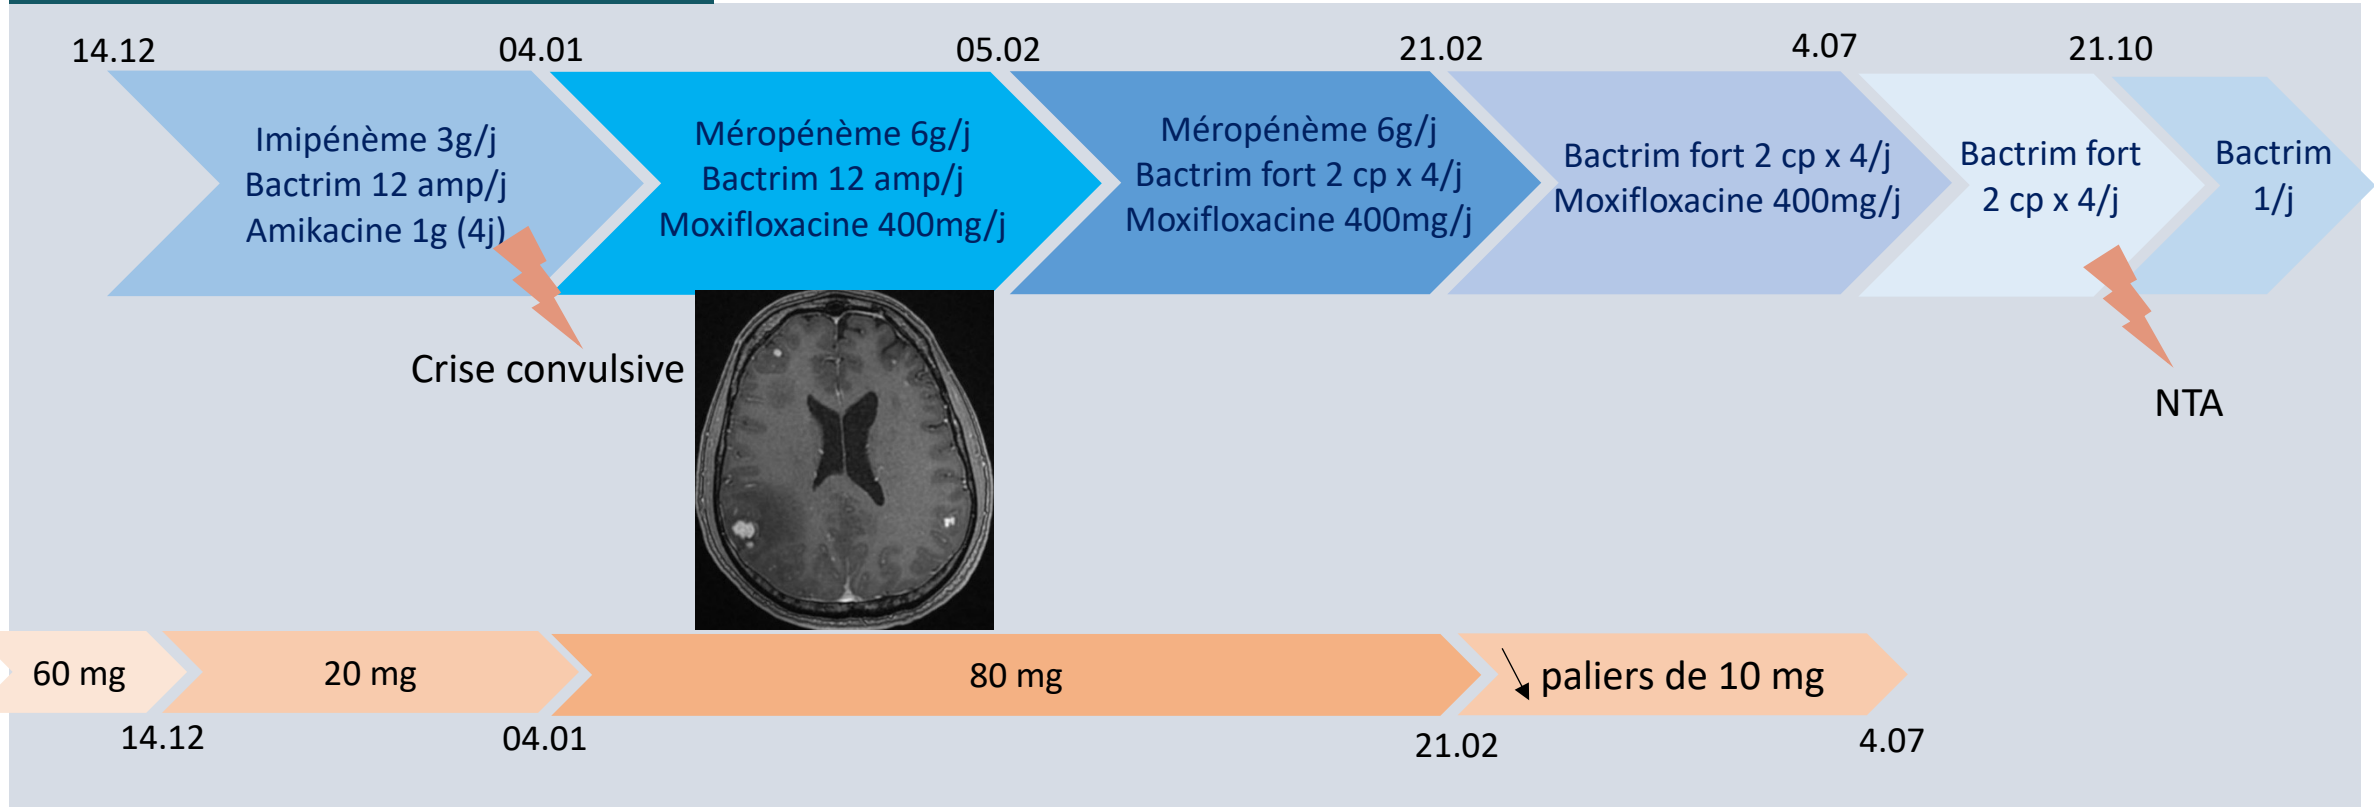 14.12
04.01
05.02
21.02
4.07
21.10
Imipénème 3g/j
Bactrim 12 amp/j
Amikacine 1g (4j)
Méropénème 6g/j
Bactrim 12 amp/j
Moxifloxacine 400mg/j
Méropénème 6g/j
Bactrim fort 2 cp x 4/j
Moxifloxacine 400mg/j
Bactrim fort 2 cp x 4/j
Moxifloxacine 400mg/j
Bactrim fort
2 cp x 4/j
Bactrim
1/j
Crise convulsive
NTA
60 mg
20 mg
80 mg
paliers de 10 mg
14.12
04.01
21.02
4.07